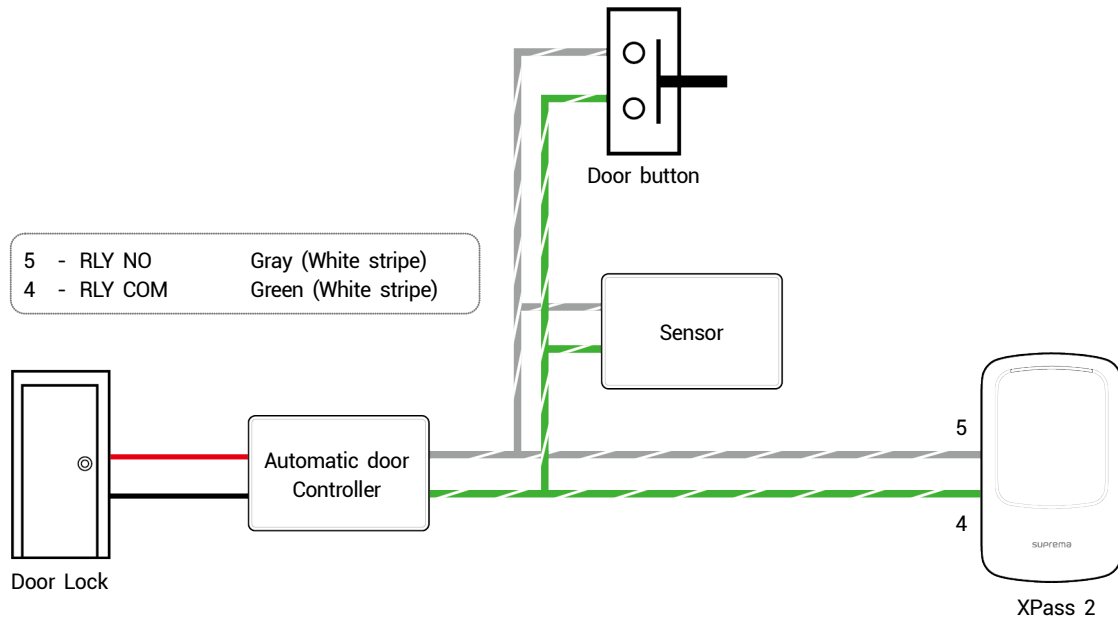 Door button
5 - RLY NO Gray (White stripe)
4 - RLY COM Green (White stripe)
Sensor
Automatic door
Controller
5
4
suprema
Door Lock
XPass 2